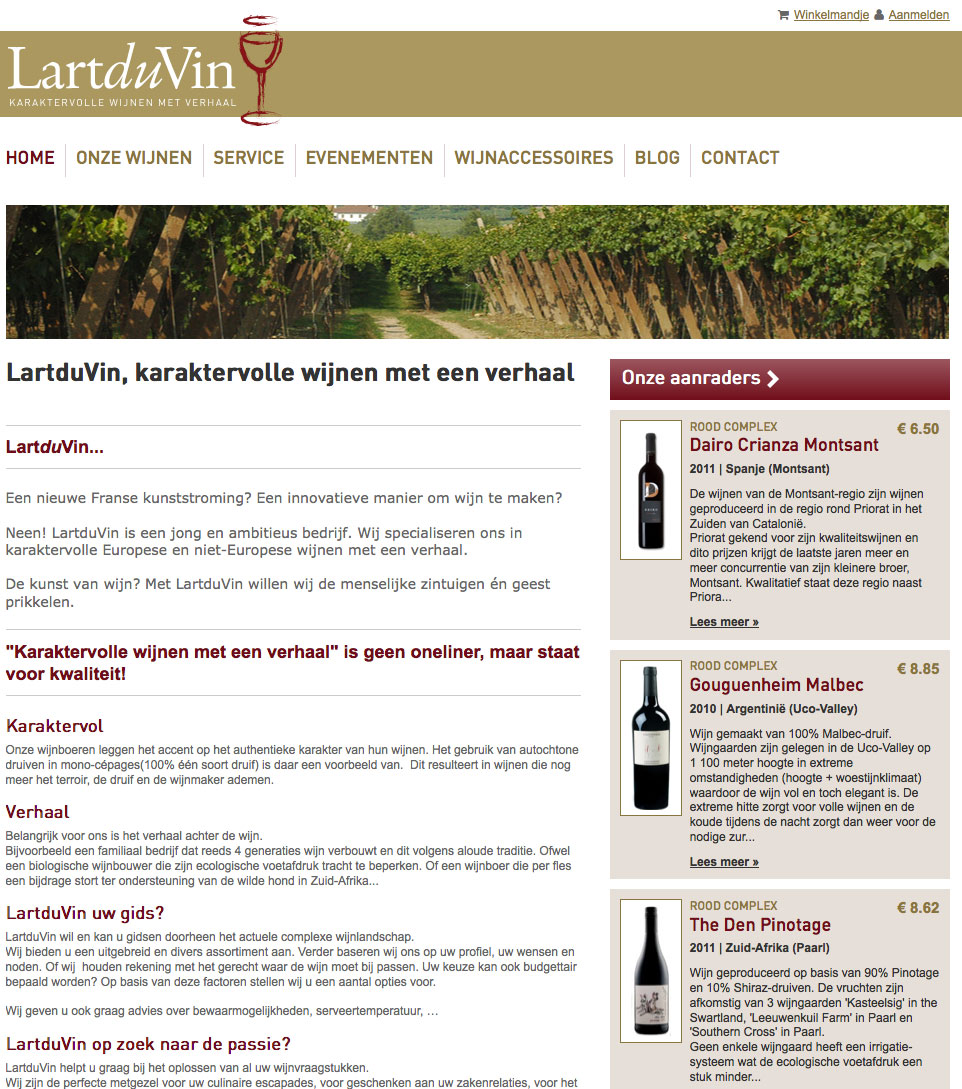 Winkelmandje Aanmelden
LartduVin
KARAKTERVOLLE WIJNEN MET VERHAAL
HOME ONZE WIJNEN SERVICE EVENEMENTEN WIJNACCESSOIRES BLOG CONTACT
LartduVin, karaktervolle wijnen met een verhaal
LartduVin...
Een nieuwe Franse kunststroming? Een innovatieve manier om wijn te maken?
Neen! LartduVin is een jong en ambitieus bedrijf. Wij specialiseren ons in
karaktervolle Europese en niet-Europese wijnen met een verhaal.
De kunst van wijn? Met LartduVin willen wij de menselijke zintuigen én geest
prikkelen.
"Karaktervolle wijnen met een verhaal" is geen oneliner, maar staat
voor kwaliteit!
Karaktervol
Onze wijnboeren leggen het accent op het authentieke karakter van hun wijnen. Het gebruik van autochtone
druiven in mono-cépages(100% één soort druif) is daar een voorbeeld van. Dit resulteert in wijnen die nog
meer het terroir, de druif en de wijnmaker ademen.
Verhaal
Belangrijk voor ons is het verhaal achter de wijn.
Bijvoorbeeld een familiaal bedrijf dat reeds 4 generaties wijn verbouwt en dit volgens aloude traditie. Ofwel
een biologische wijnbouwer die zijn ecologische voetafdruk tracht te beperken. Of een wijnboer die per fles
een bijdrage stort ter ondersteuning van de wilde hond in Zuid-Afrika...
LartduVin uw gids?
LartduVin wil en kan u gidsen doorheen het actuele complexe wijnlandschap.
Wij bieden u een uitgebreid en divers assortiment aan. Verder baseren wij ons op uw profiel, uw wensen en
noden. Of wij houden rekening met het gerecht waar de wijn moet bij passen. Uw keuze kan ook budgettair
bepaald worden? Op basis van deze factoren stellen wij u een aantal opties voor.
Wij geven u ook graag advies over bewaarmogelijkheden, serveertemperatuur, ...
LartduVin op zoek naar de passie?
LartduVin helpt u graag bij het oplossen van al uw wijnvraagstukken.
Wij zijn de perfecte metgezel voor uw culinaire escapades, voor geschenken aan uw zakenrelaties, voor het
Onze aanraders
ROOD COMPLEX € 6.50
Dairo Crianza Montsant
2011 | Spanje (Montsant)
De wijnen van de Montsant-regio zijn wijnen
geproduceerd in de regio rond Priorat in het
Zuiden van Catalonië.
Priorat gekend voor zijn kwaliteitswijnen en
dito prijzen krijgt de laatste jaren meer en
meer concurrentie van zijn kleinere broer,
Montsant. Kwalitatief staat deze regio naast
Priora...
Lees meer »
ROOD COMPLEX € 8.85
Gouguenheim Malbec
2010 | Argentinië (Uco-Valley)
Wijn gemaakt van 100% Malbec-druif.
Wijngaarden zijn gelegen in de Uco-Valley op
1 100 meter hoogte in extreme
omstandigheden (hoogte + woestijnklimaat)
waardoor de wijn vol en toch elegant is. De
extreme hitte zorgt voor volle wijnen en de
koude tijdens de nacht zorgt dan weer voor de
nodige zur...
Lees meer »
ROOD COMPLEX € 8.62
The Den Pinotage
2011 | Zuid-Afrika (Paarl)
Wijn geproduceerd op basis van 90% Pinotage
en 10% Shiraz-druiven. De vruchten zijn
afkomstig van 3 wijngaarden 'Kasteelsig' in the
Swartland, 'Leeuwenkuil Farm' in Paarl en
'Southern Cross' in Paarl.
Geen enkele wijngaard heeft een irrigatie-
systeem wat de ecologische voetafdruk een
stuk minder...